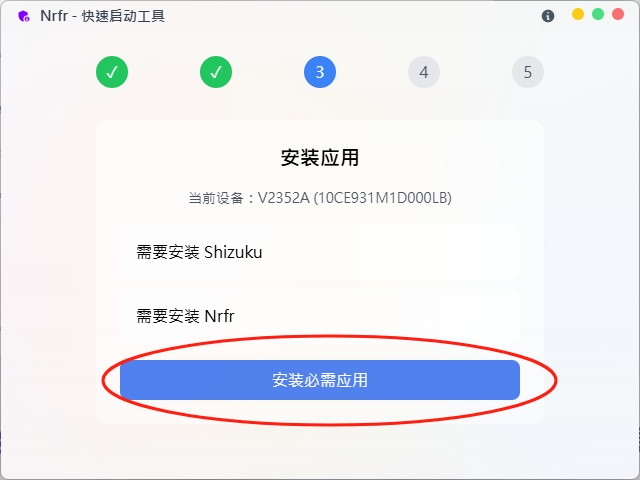 Nrfr - 快速启动工具
✓ ✓ 3 4 5
安装应用
当前设备：V2352A (10CE931M1D000LB)
需要安装 Shizuku
需要安装 Nrfr
安装必需应用